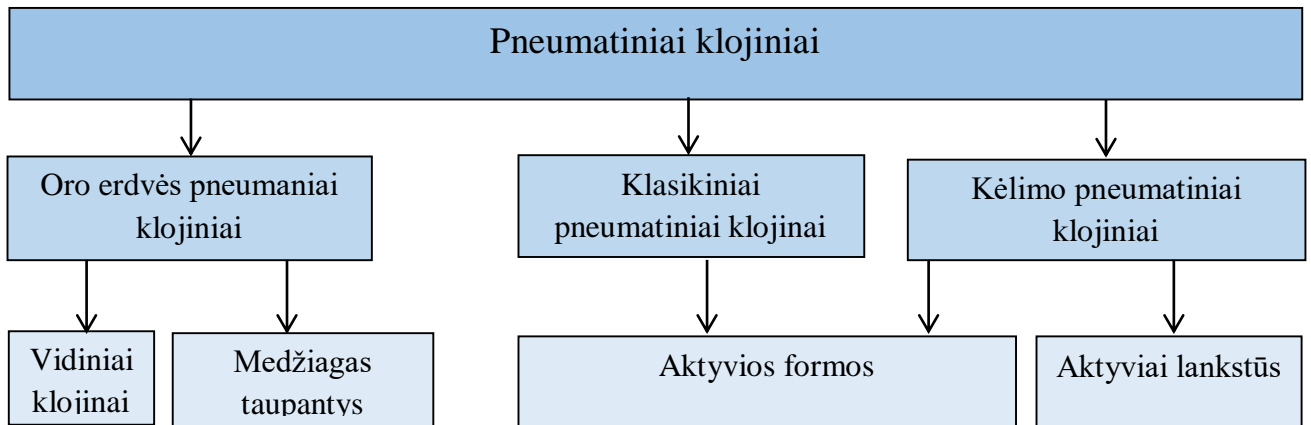 Pneumatiniai klojiniai
Oro erdvės pneumaniai
klojiniai
Klasikiniai
pneumatiniai klojinai
Kėlimo pneumatiniai
klojiniai
Vidiniai
klojinai
Medžiagas
taupantys
Aktyvios formos
Aktyviai lankstūs